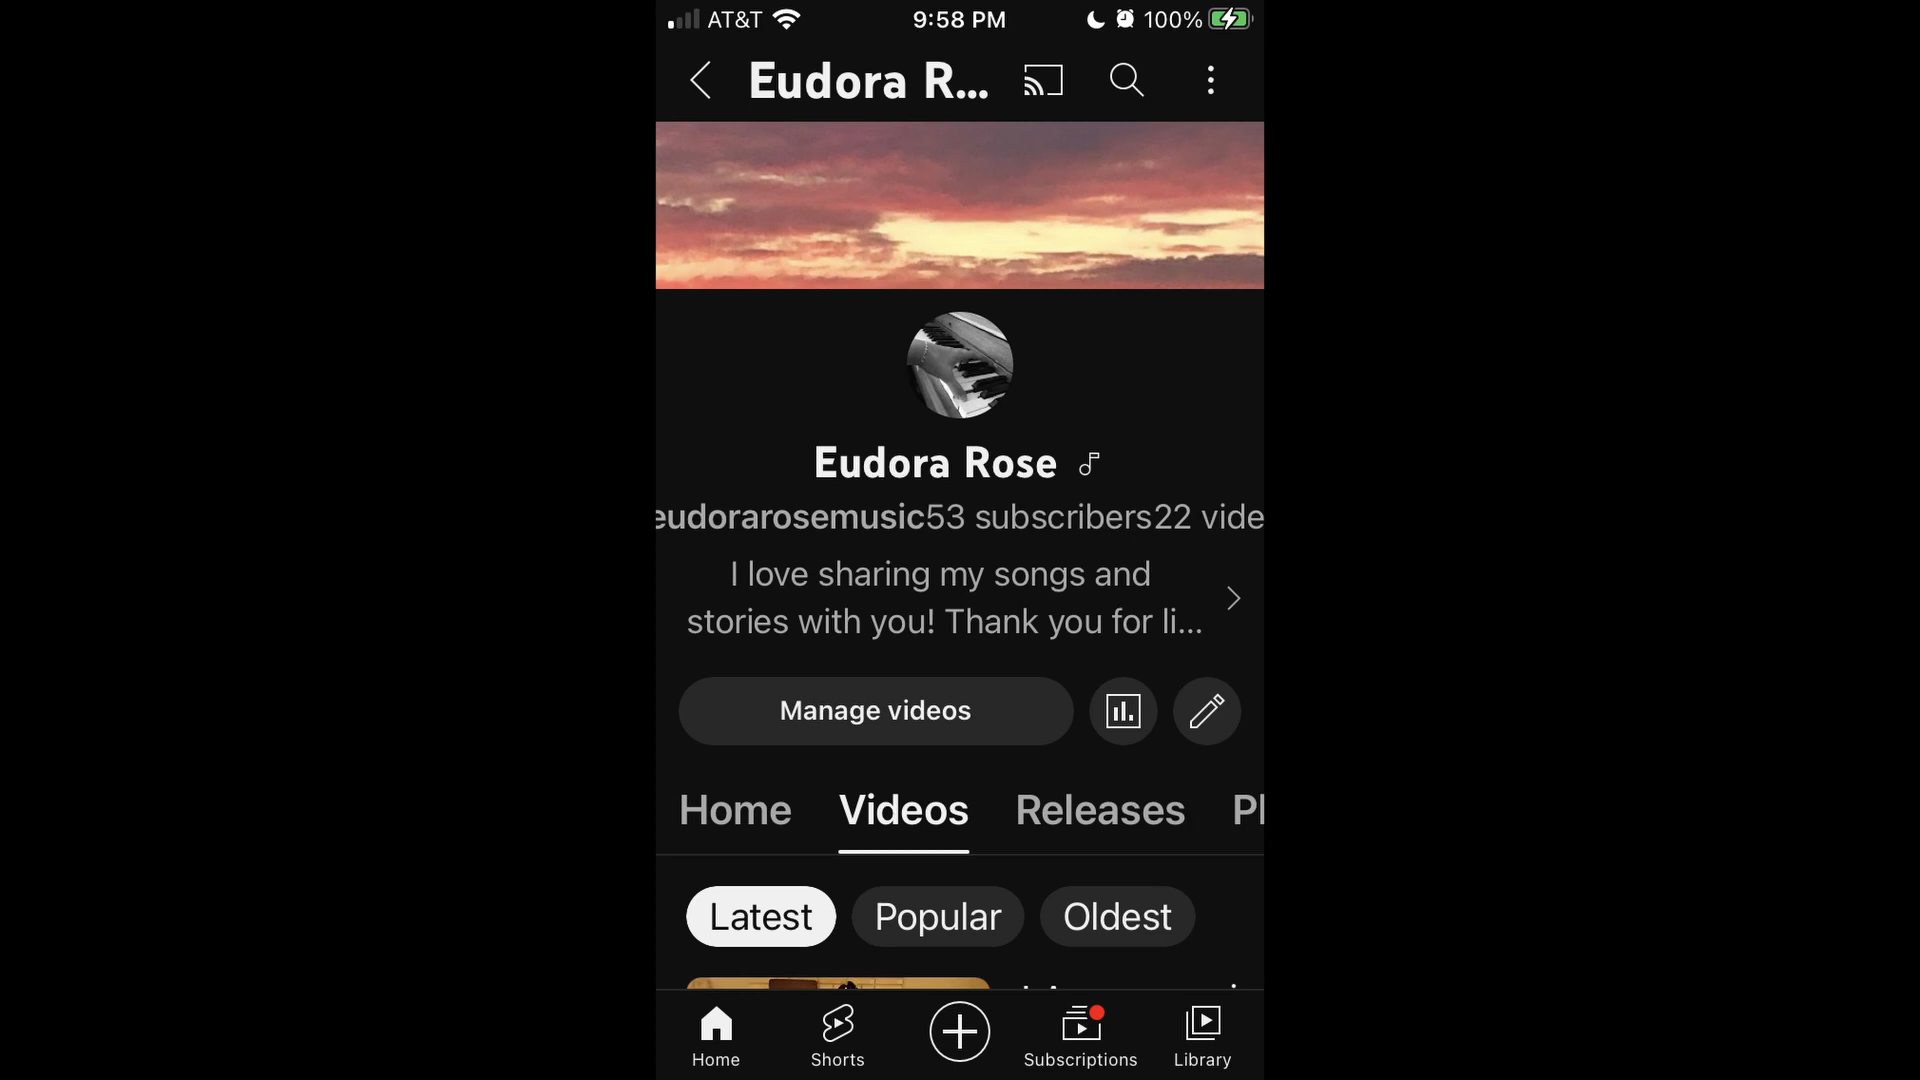 AT&T 9:58 PM 100%
Eudora R...
Eudora Rose
eudorarosemusic53 subscribers22 vide
I love sharing my songs and
stories with you! Thank you for li...
Manage videos
Home Videos Releases Pl
Latest Popular Oldest
Home Shorts Subscriptions Library